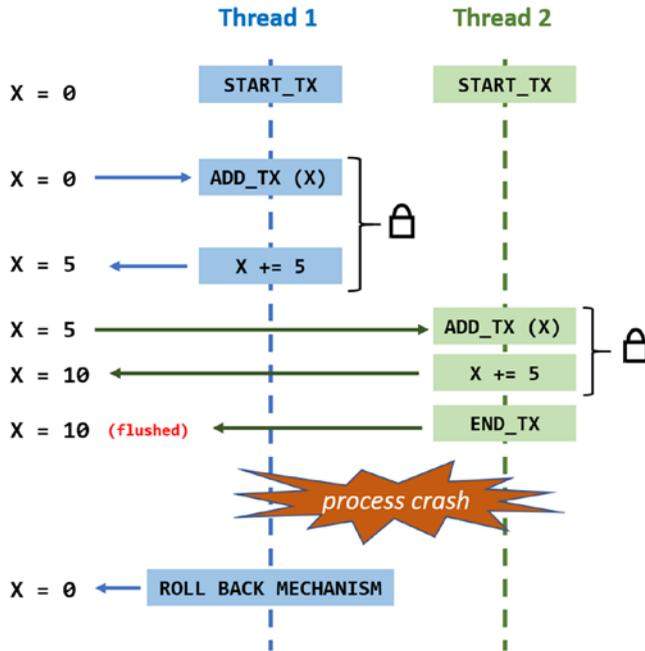 Thread 1 Thread 2
X = 0 START_TX START_TX
X = 0 ADD_TX (X)
X = 5 X += 5
X = 5 ADD_TX (X)
X = 10 X += 5
X = 10 (flushed) END_TX
process crash
X = 0 ROLL BACK MECHANISM